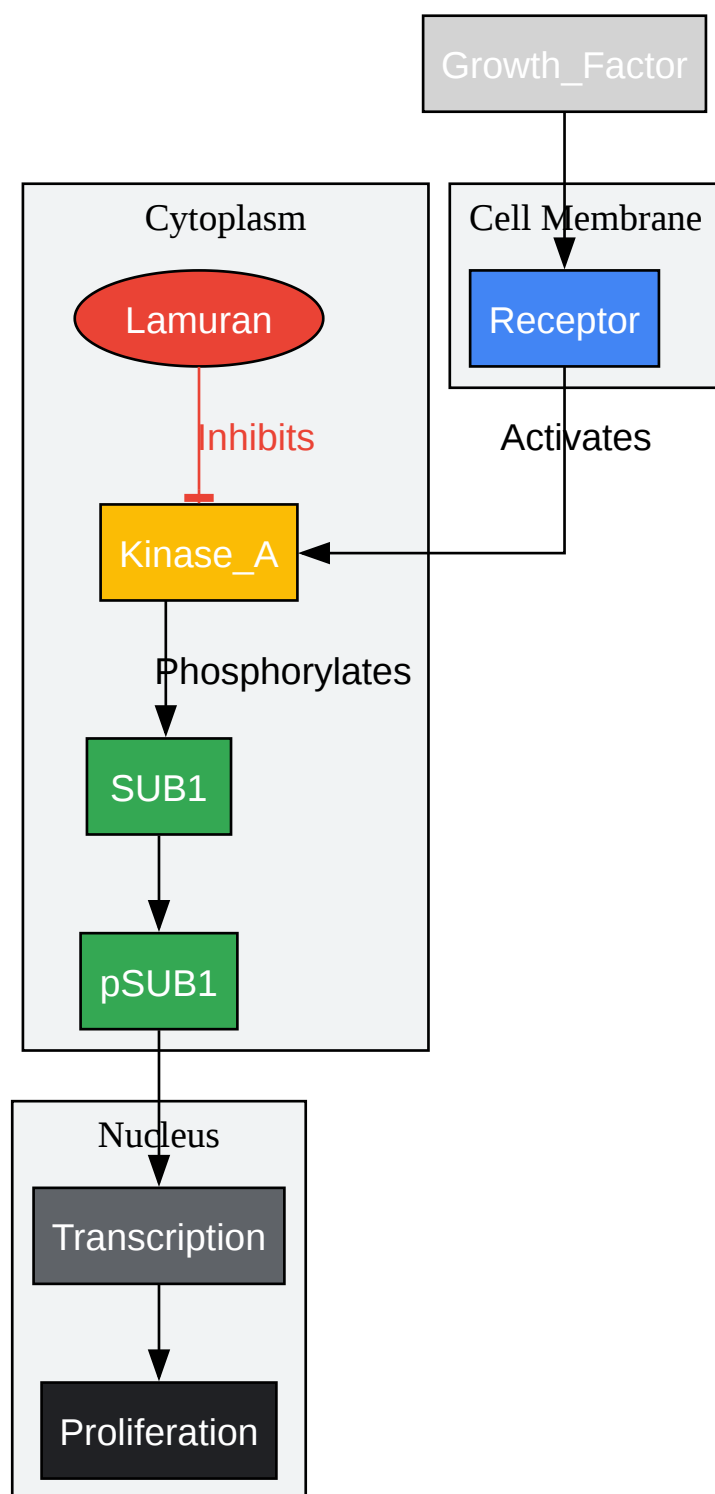 Growth_Factor
Cytoplasm
Cell Membrane
Lamuran
Receptor
Inhibits
Activates
Kinase_A
Phosphorylates
SUB1
pSUB1
Nucleus
Transcription
Proliferation